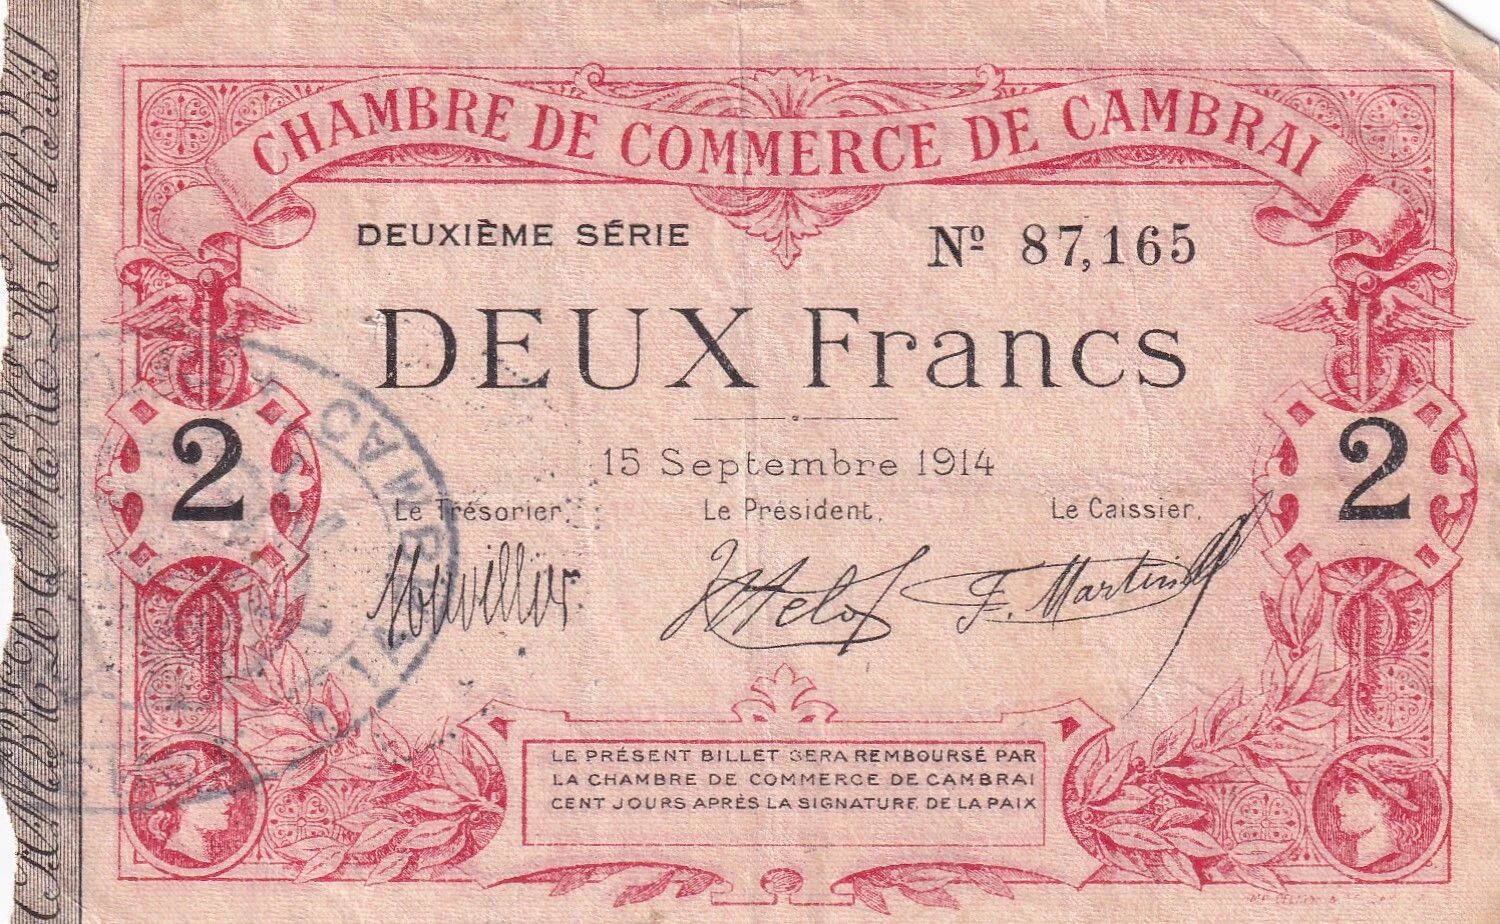 CHAMBRE DE COMMERCE DE CAMBRAI
DEUXIÈME SÉRIE
Nº 87,165
DEUX Francs
15 Septembre 1914
2
2
Le Trésorier,
Le Président,
Le Caissier,
F. Martin
LE PRÉSENT BILLET SERA REMBOURSÉ PAR
LA CHAMBRE DE COMMERCE DE CAMBRAI
CENT JOURS APRÈS LA SIGNATURE DE LA PAIX